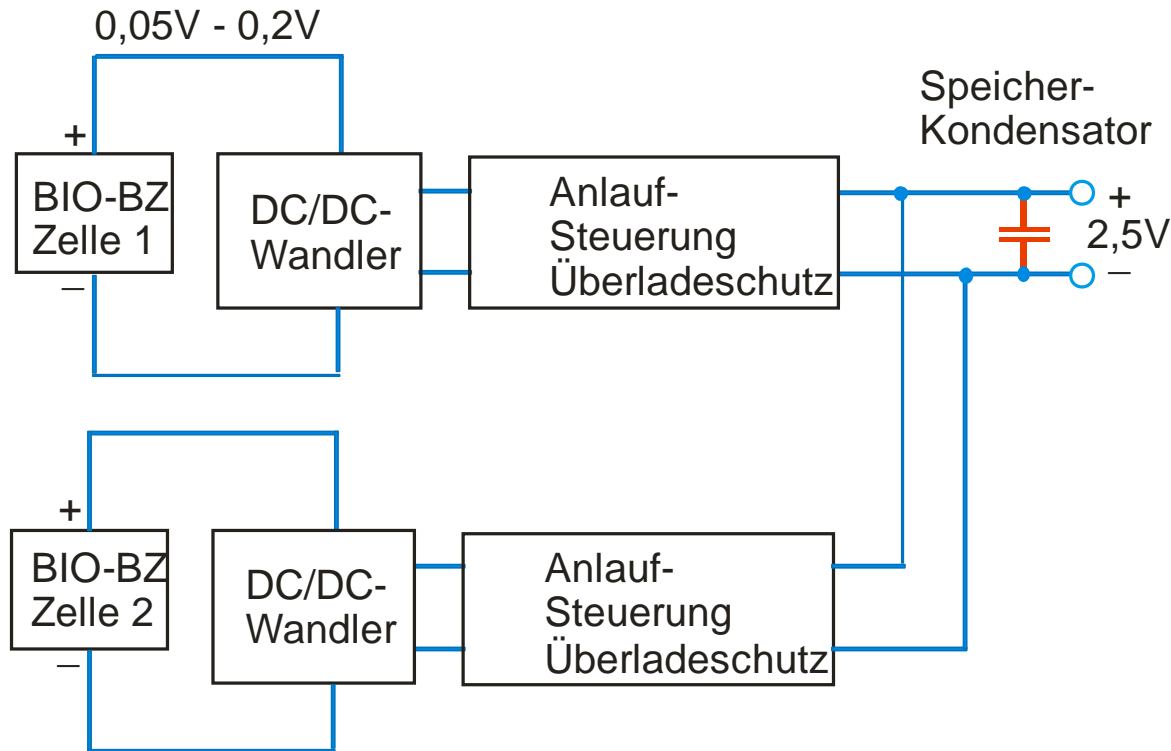 0,05V - 0,2V
Speicher-
Kondensator
+
BIO-BZ
Zelle 1
–
DC/DC-
Wandler
Anlauf-
Steuerung
Überladeschutz
+
2,5V
–
+
BIO-BZ
Zelle 2
–
DC/DC-
Wandler
Anlauf-
Steuerung
Überladeschutz